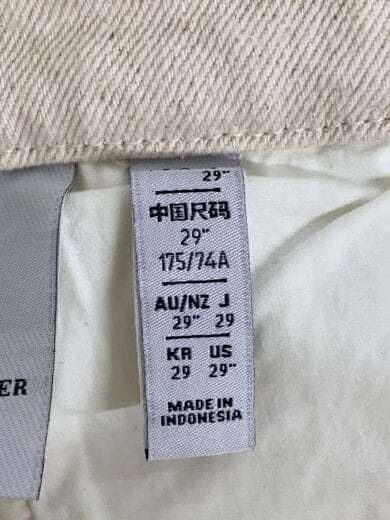 29"
中国尺码
29"
175/74A
AU/NZ J
29" 29
KR US
29 29"
MADE IN
INDONESIA
ER